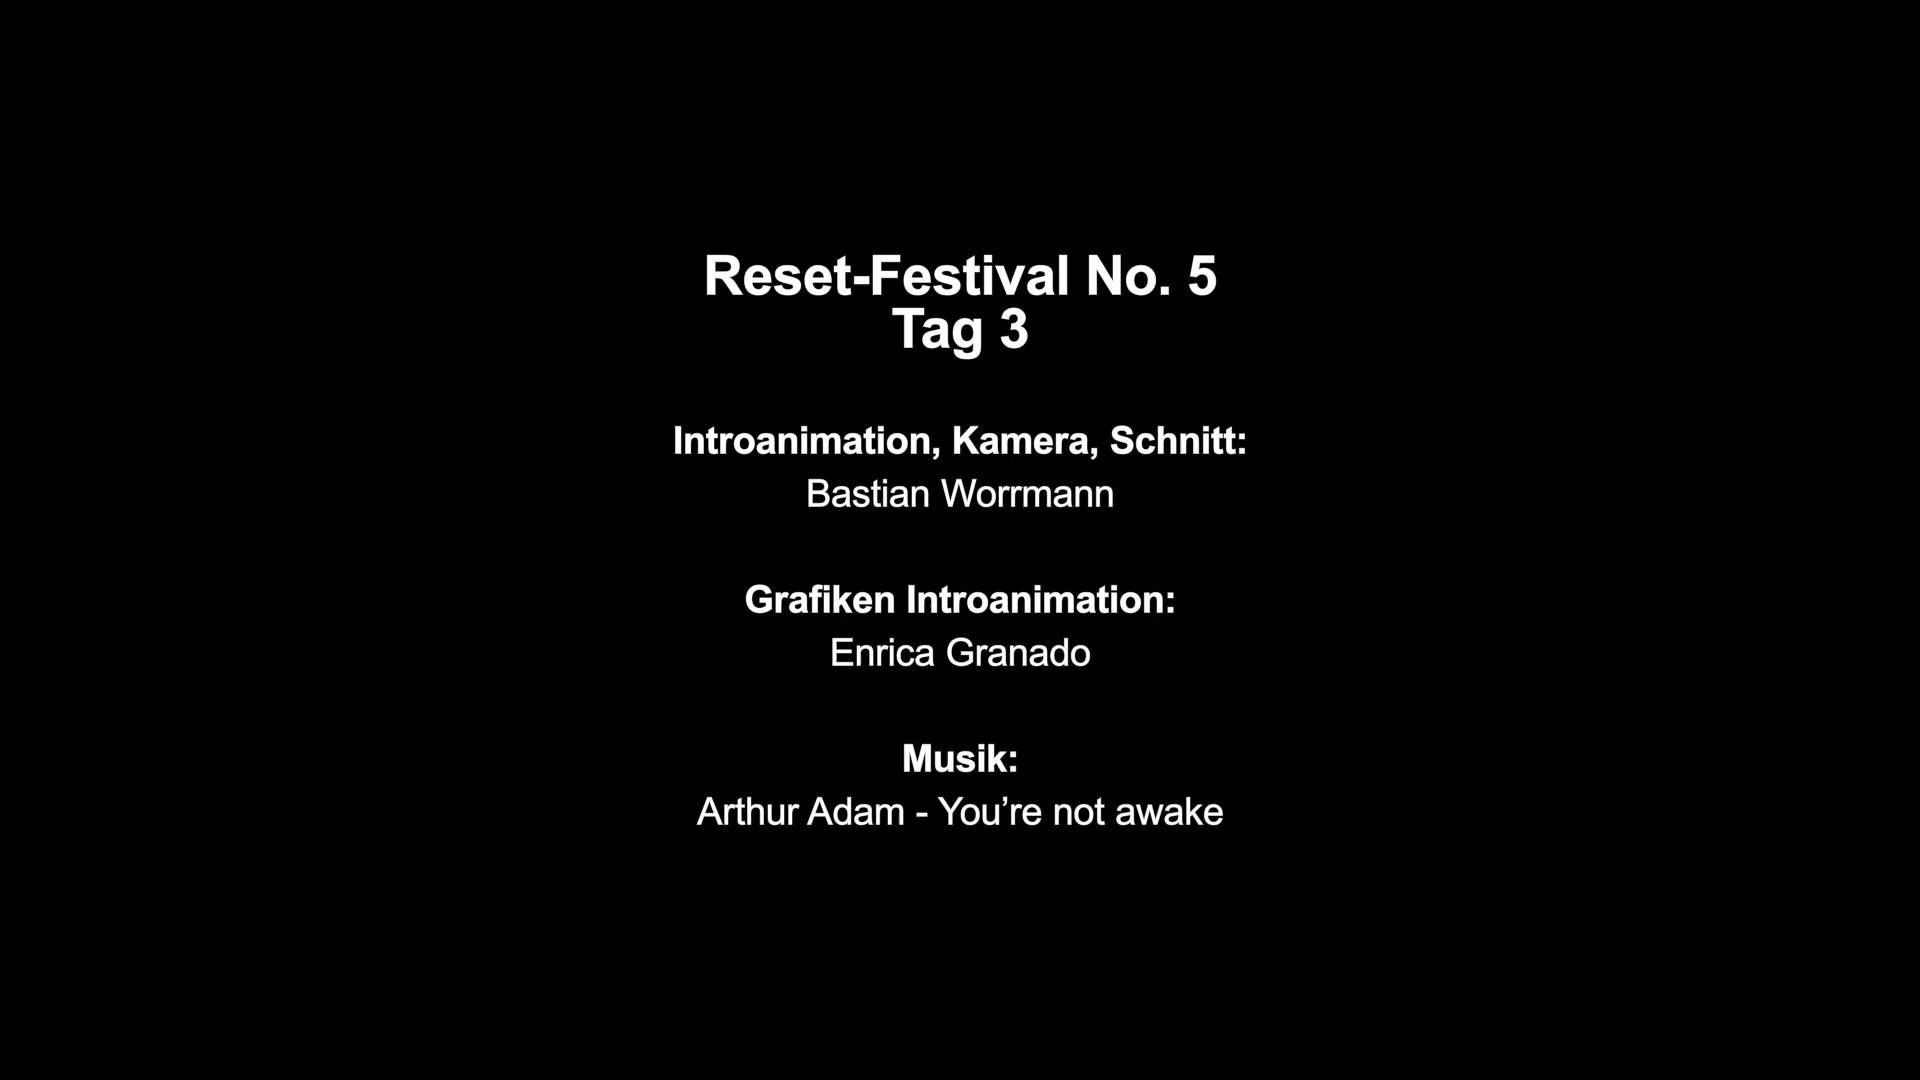 Reset-Festival No. 5
Tag 3
Introanimation, Kamera, Schnitt:
Bastian Worrmann
Grafiken Introanimation:
Enrica Granado
Musik:
Arthur Adam - You’re not awake